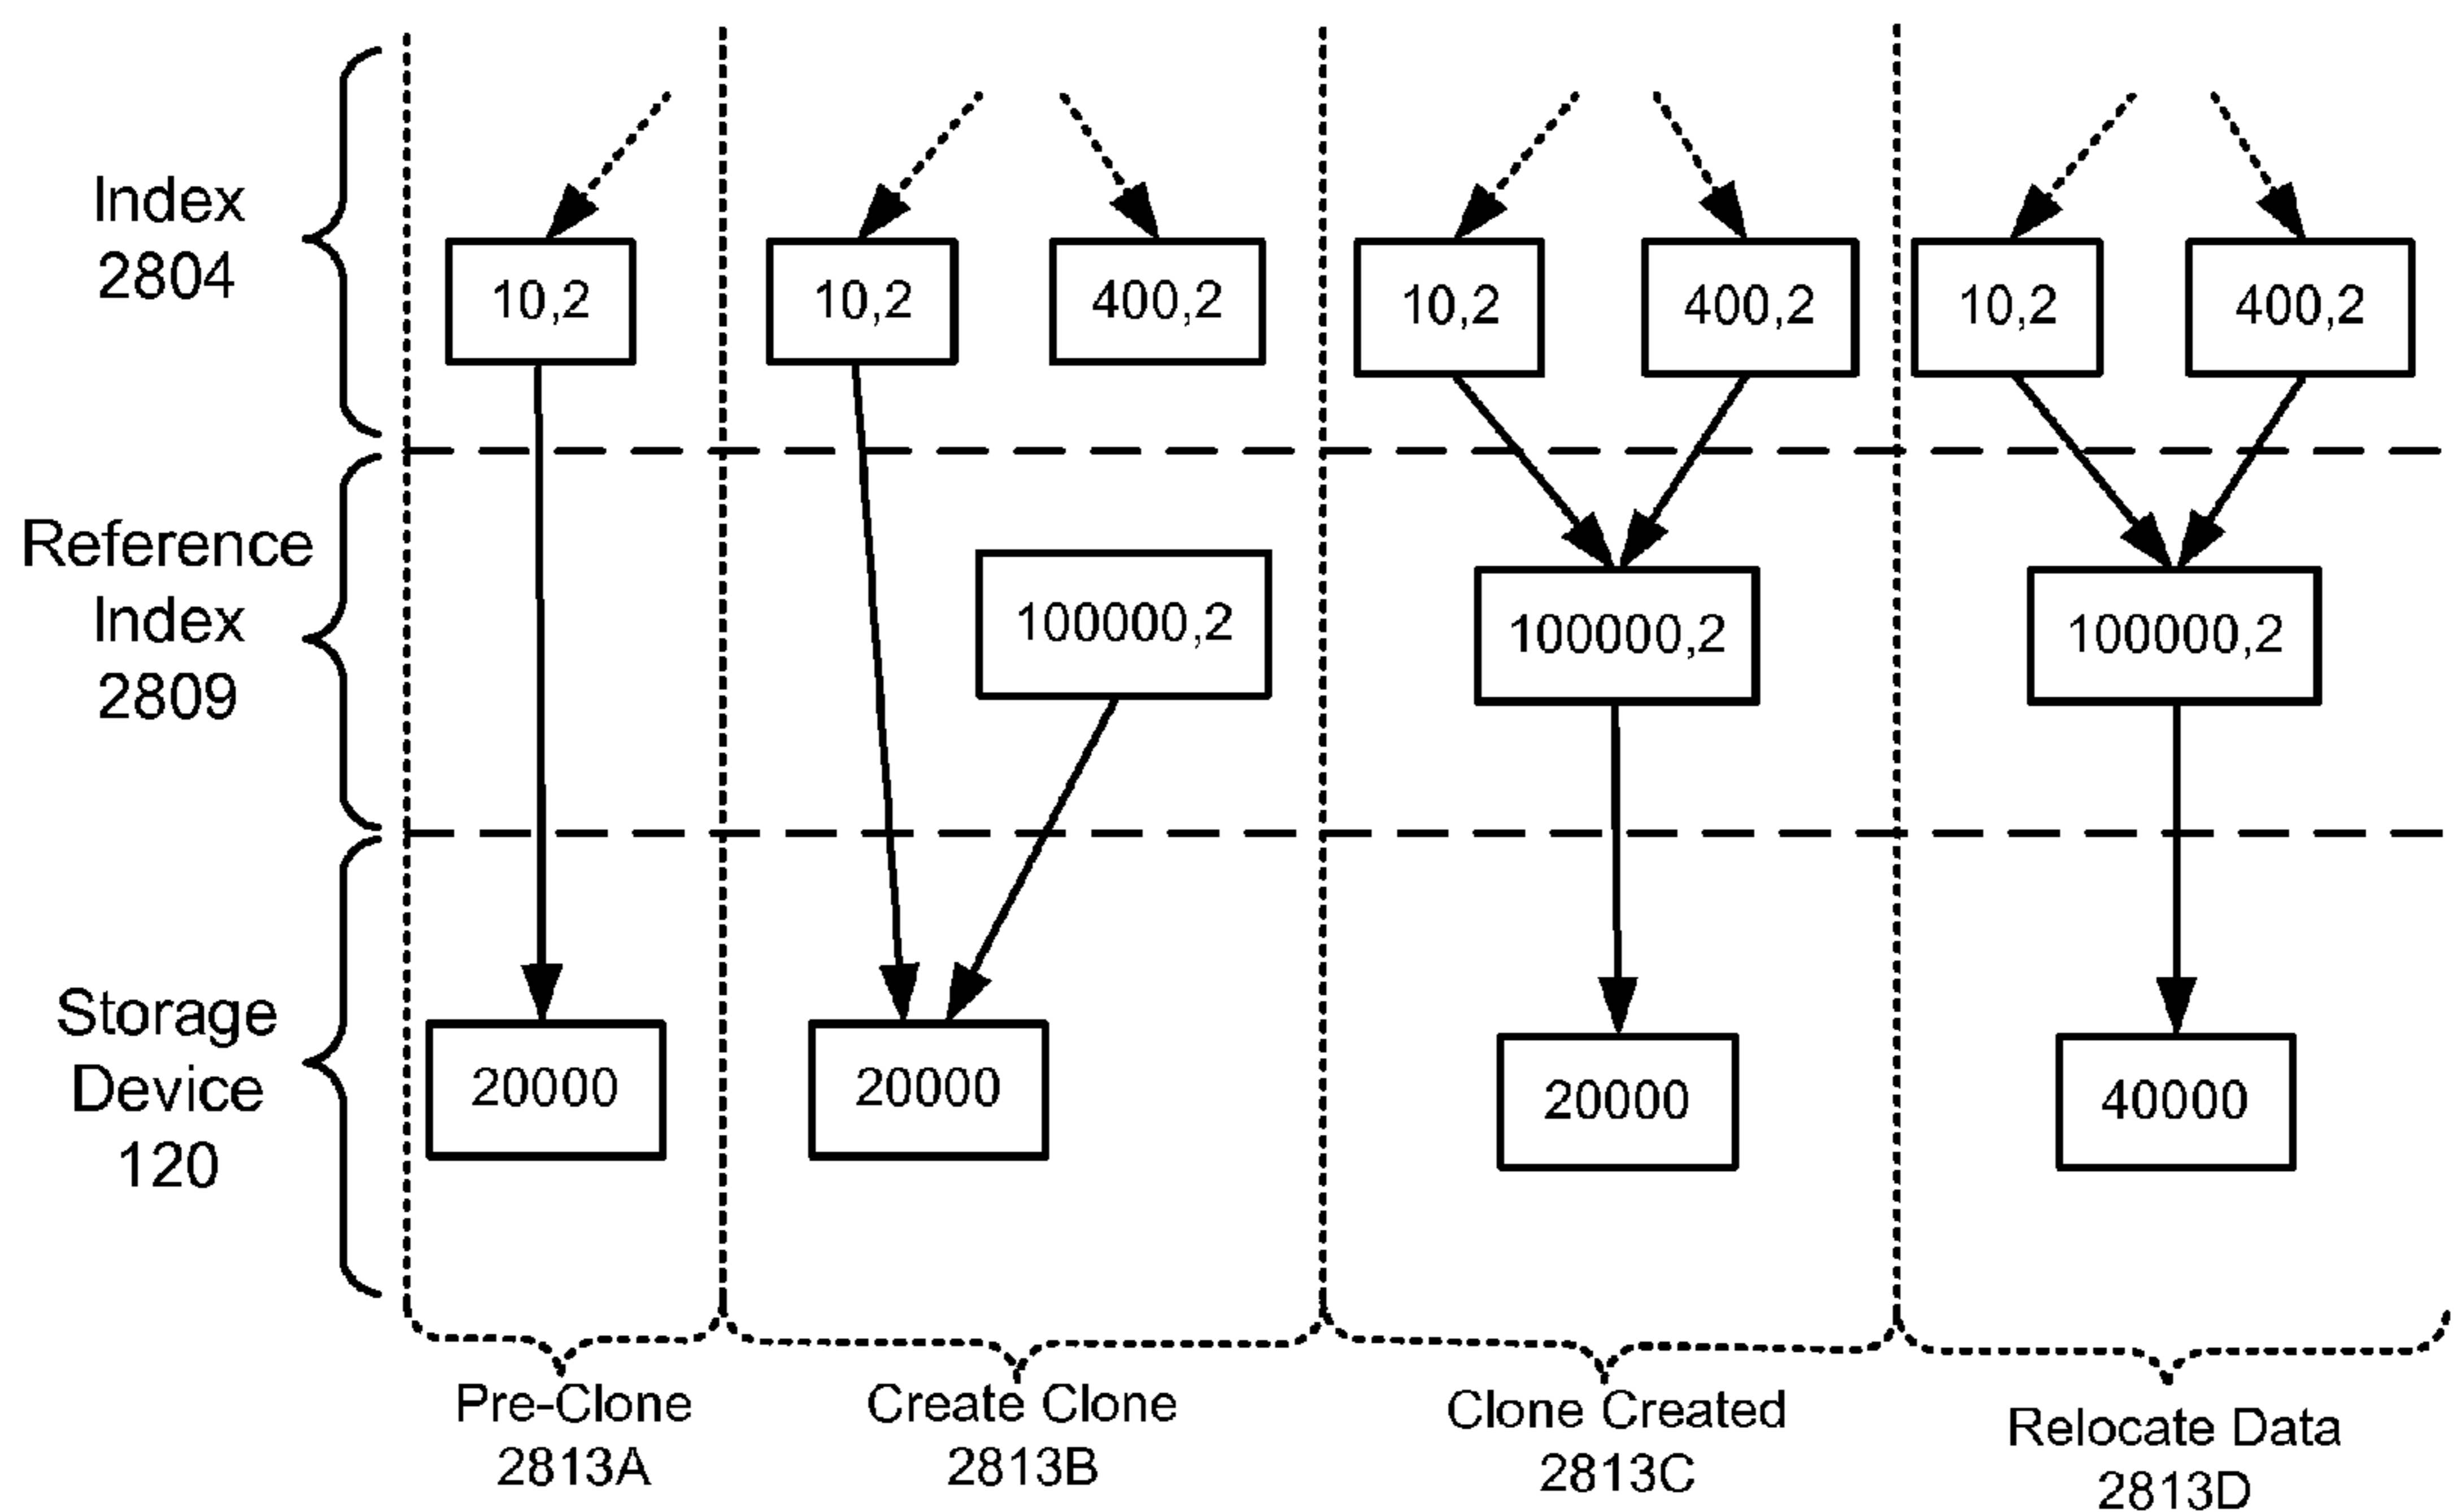 Index
2804
10,2
10,2
400,2
10,2
400,2
10,2
400,2
Reference
Index
2809
100000,2
100000,2
100000,2
Storage
Device
120
20000
20000
20000
40000
Pre-Clone
2813A
Create Clone
2813B
Clone Created
2813C
Relocate Data
2813D